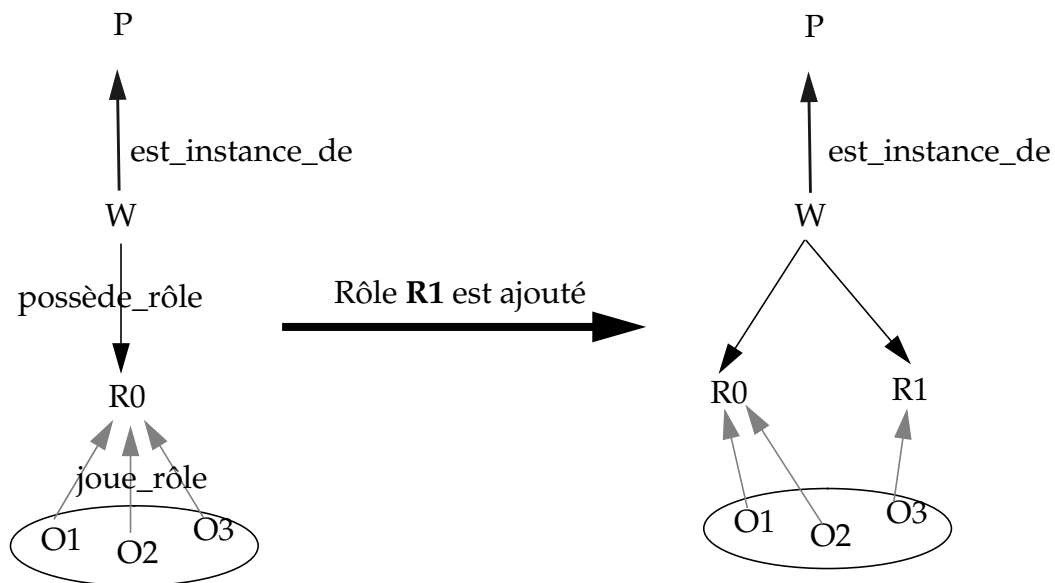 P
est_instance_de
W
possède_rôle
R0
joue_rôle
O1
O2
O3
Rôle R1 est ajouté
P
est_instance_de
W
R0
R1
O1
O2
O3